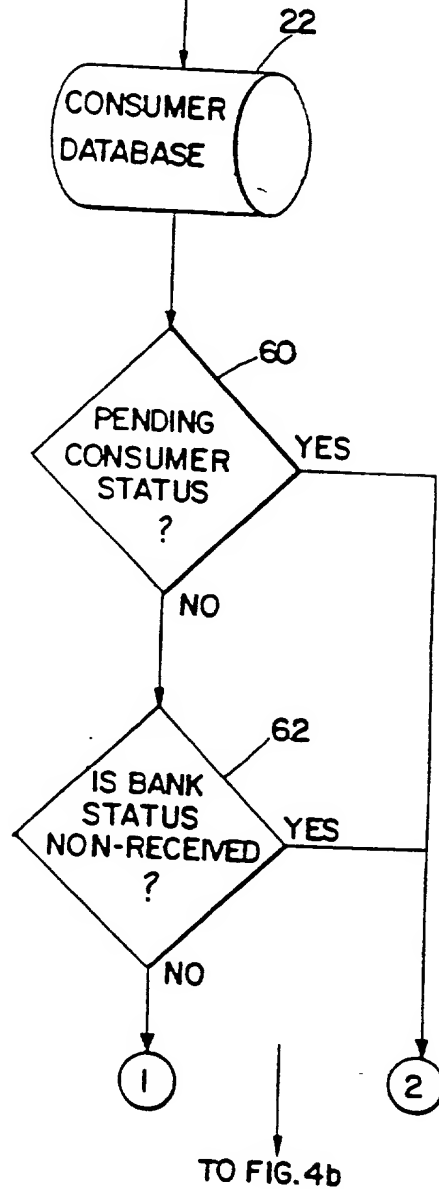 22
CONSUMER
DATABASE
60
PENDING
CONSUMER
STATUS
?
YES
NO
62
IS BANK
STATUS
NON-RECEIVED
?
YES
NO
1
2
TO FIG. 4b